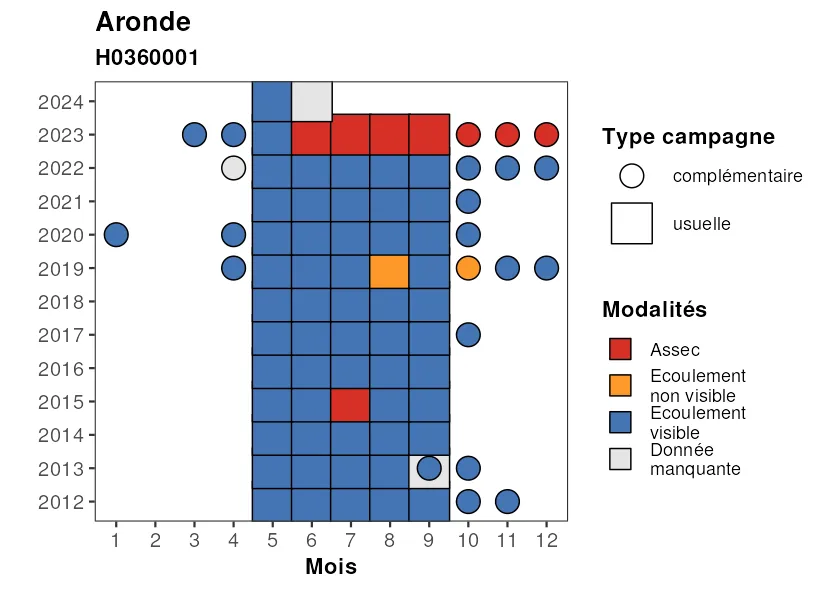 Aronde
H0360001
2024
2023
2022
2021
2020
2019
2018
2017
2016
2015
2014
2013
2012
1 2 3 4 5 6 7 8 9 10 11 12
Mois
Type campagne
complémentaire
usuelle
Modalités
Assec
Ecoulement
non visible
Ecoulement
visible
Donnée
manquante